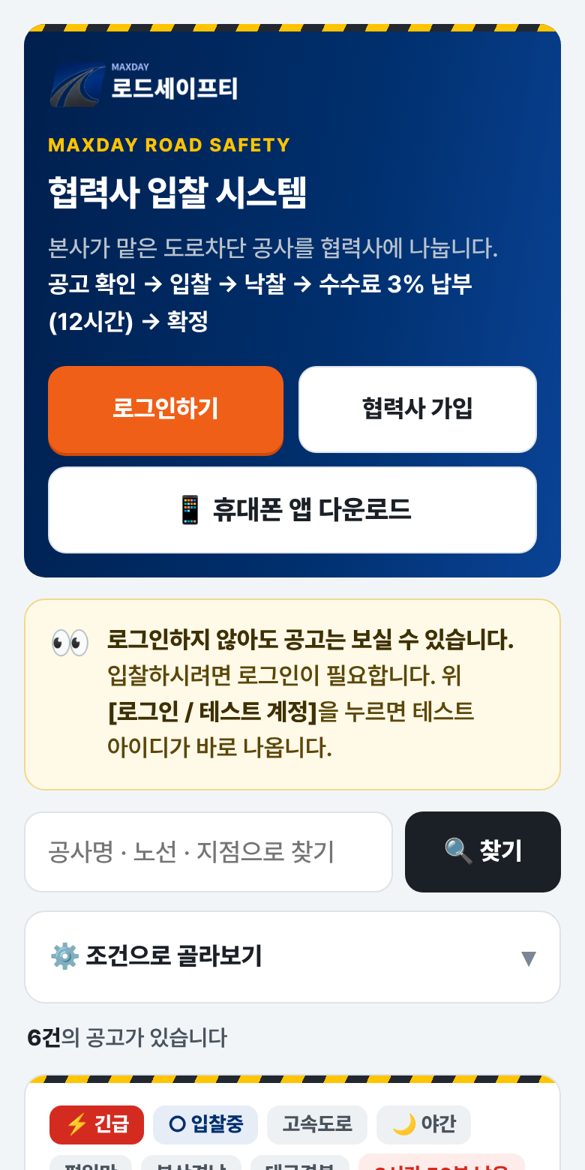 MAXDAY
로드세이프티
MAXDAY ROAD SAFETY
협력사 입찰 시스템
본사가 맡은 도로차단 공사를 협력사에 나눕니다.
공고 확인 → 입찰 → 낙찰 → 수수료 3% 납부
(12시간) → 확정
로그인하기
협력사 가입
휴대폰 앱 다운로드
로그인하지 않아도 공고는 보실 수 있습니다.
입찰하시려면 로그인이 필요합니다. 위
[로그인 / 테스트 계정]을 누르면 테스트
아이디가 바로 나옵니다.
공사명 · 노선 · 지점으로 찾기
찾기
조건으로 골라보기
6건의 공고가 있습니다
긴급
입찰중
고속도로
야간